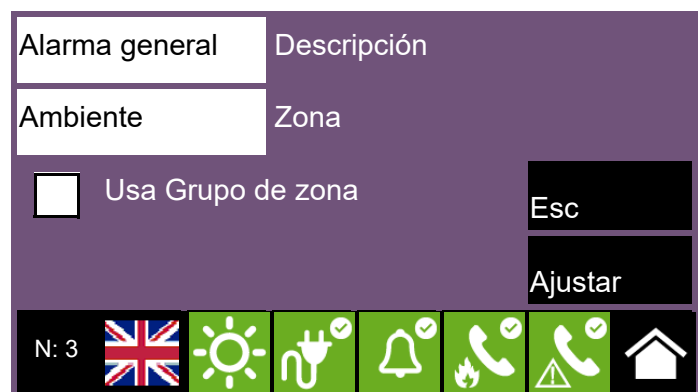 Alarma general Descripción
Ambiente Zona
Usa Grupo de zona
Esc
Ajustar
N: 3